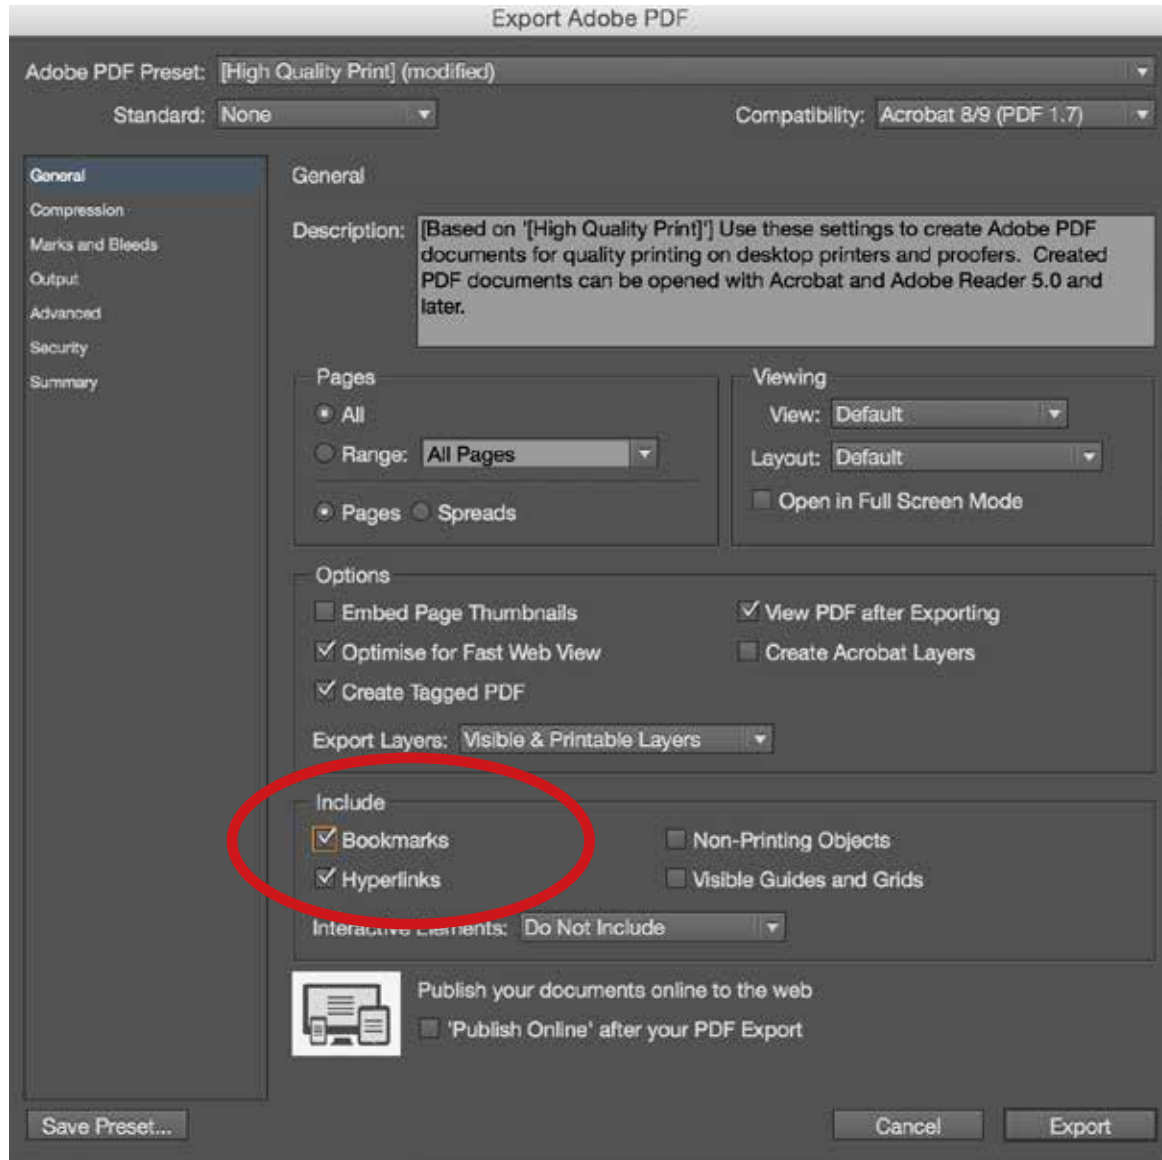 Export Adobe PDF
Adobe PDF Preset: [High Quality Print] (modified)
Standard: None
Compatibility: Acrobat 8/9 (PDF 1.7)
General
Compression
Marks and Bleeds
Output
Advanced
Security
Summary
General
Description: [Based on '[High Quality Print]'] Use these settings to create Adobe PDF
documents for quality printing on desktop printers and proofers. Created
PDF documents can be opened with Acrobat and Adobe Reader 5.0 and
later.
Pages
All
Range: All Pages
Pages Spreads
Viewing
View: Default
Layout: Default
Open in Full Screen Mode
Options
Embed Page Thumbnails
View PDF after Exporting
Optimise for Fast Web View
Create Acrobat Layers
Create Tagged PDF
Export Layers: Visible & Printable Layers
Include
Bookmarks
Non-Printing Objects
Hyperlinks
Visible Guides and Grids
Interactive Elements: Do Not Include
Publish your documents online to the web
'Publish Online' after your PDF Export
Save Preset...
Cancel
Export